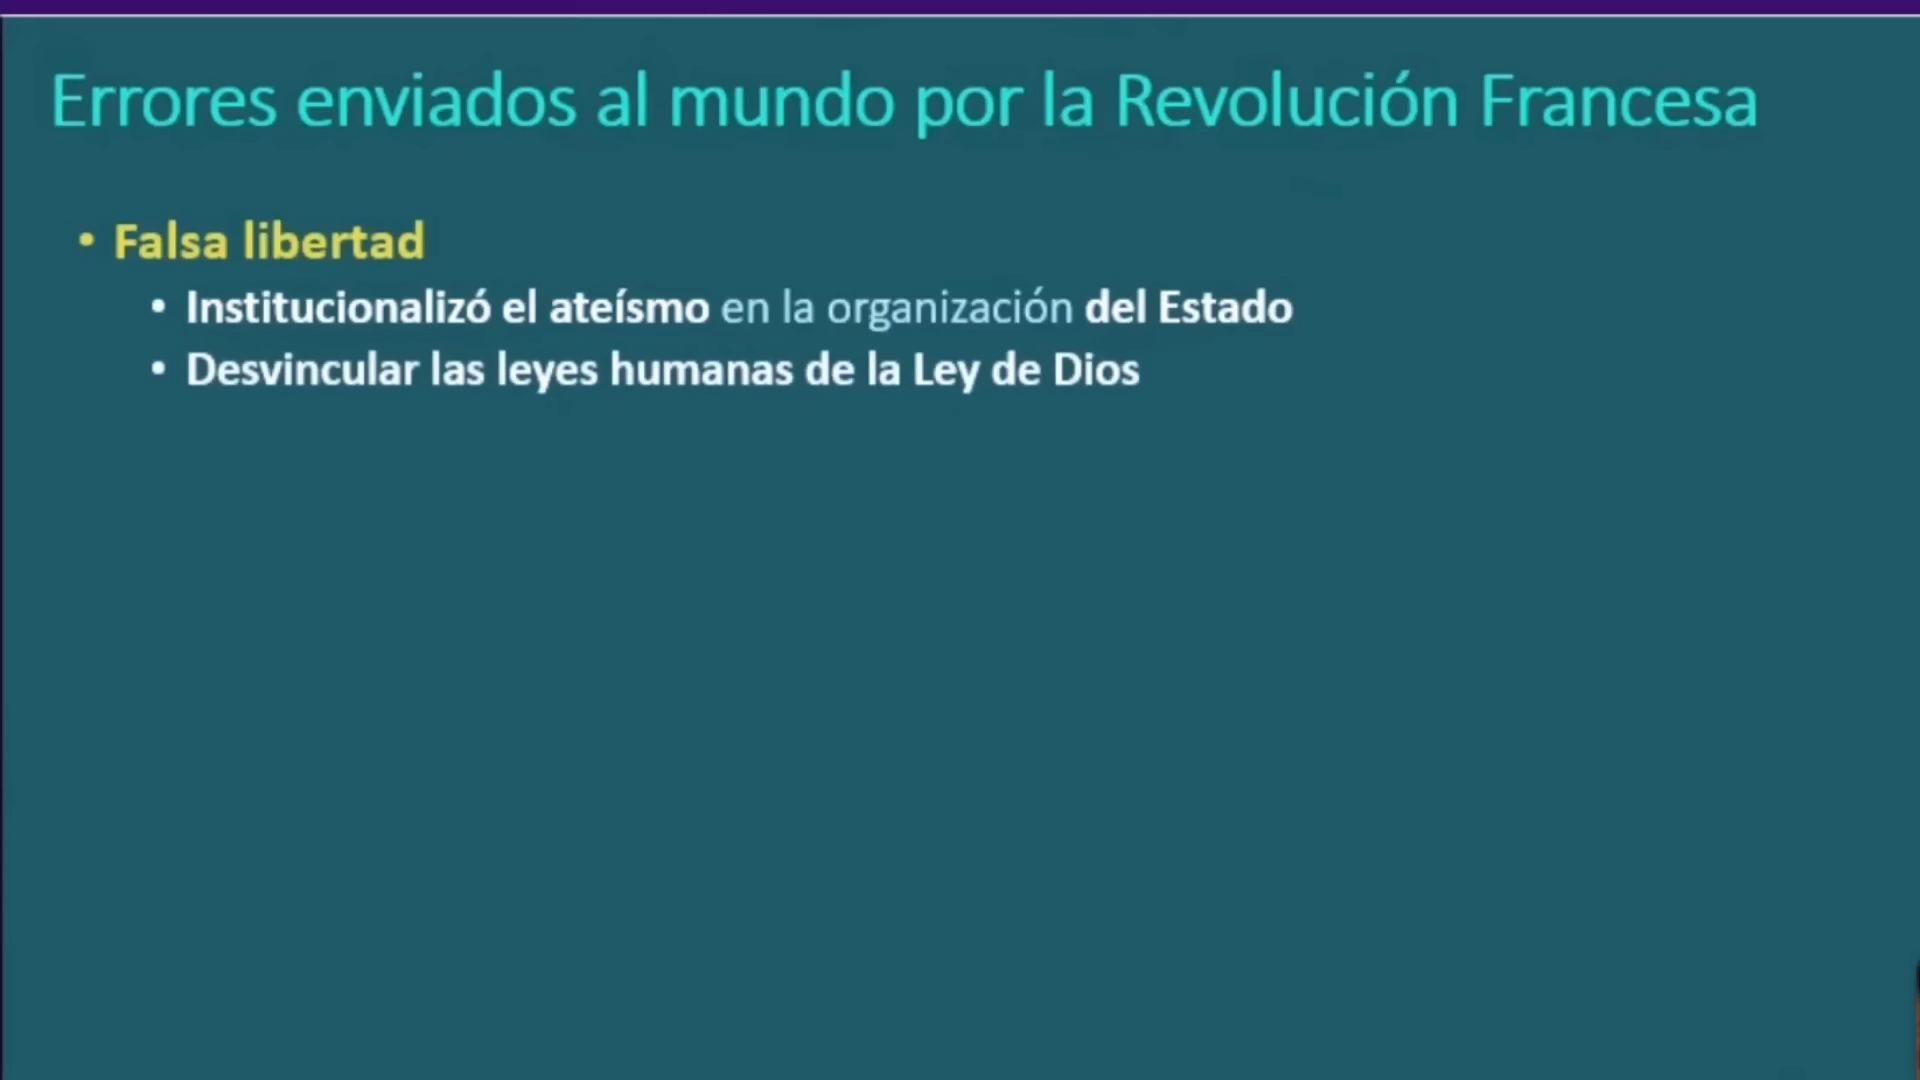 Errores enviados al mundo por la Revolución Francesa
• Falsa libertad
• Institucionalizó el ateísmo en la organización del Estado
• Desvincular las leyes humanas de la Ley de Dios